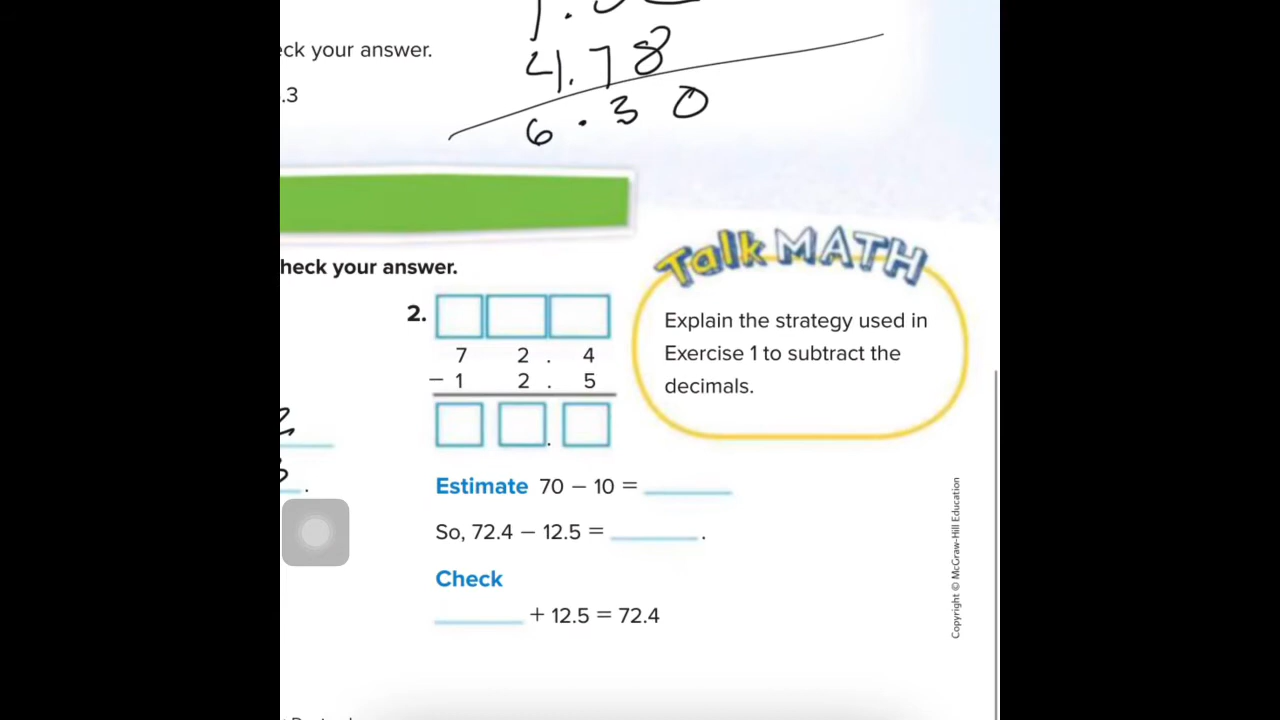 eck your answer.
4.78
.3
6.30
Talk MATH
heck your answer.
2.
Explain the strategy used in
Exercise 1 to subtract the
decimals.
7 2 . 4
− 1 2 . 5
.
Estimate 70 − 10 =
.
So, 72.4 − 12.5 = .
Check
+ 12.5 = 72.4
Copyright © McGraw-Hill Education